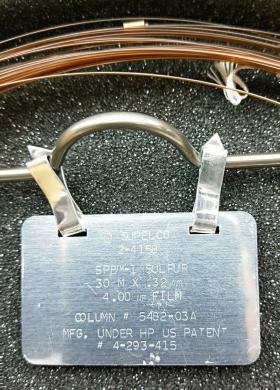 SUPELCO
2-4158
SPB™-1 SULFUR
30 M X .32 mm
4.00 µm FILM
COLUMN # 5482-03A
MFG. UNDER HP US PATENT
# 4-293-415